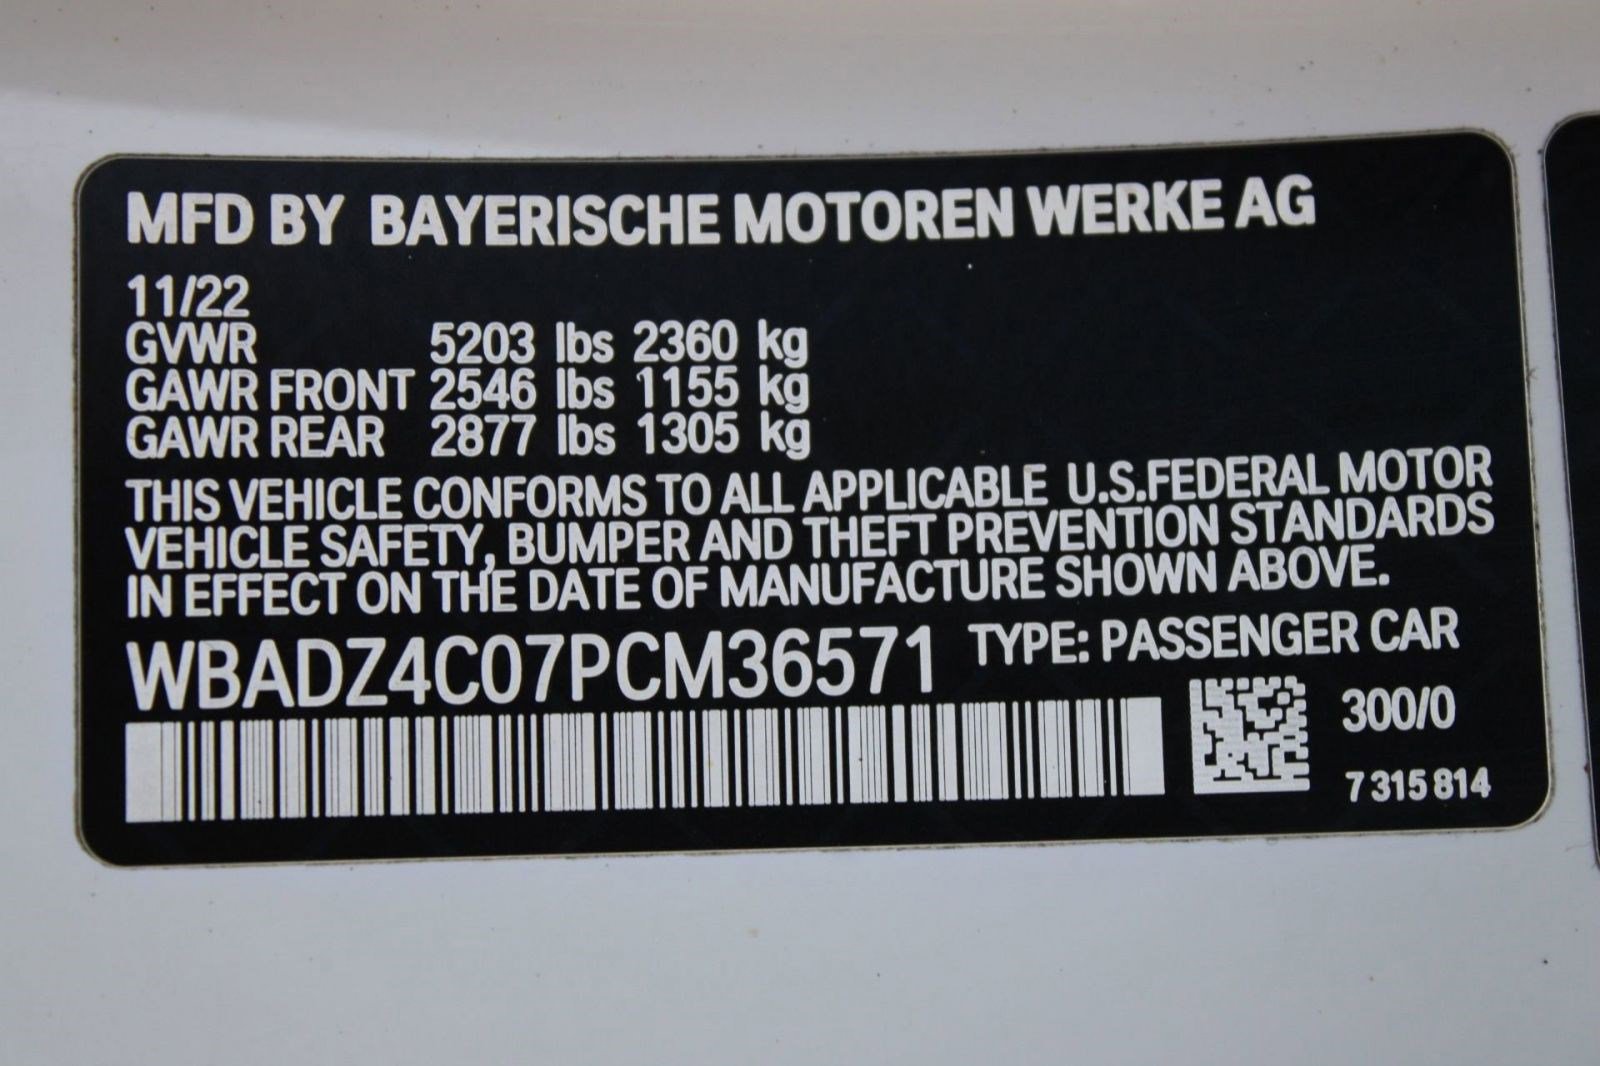 MFD BY BAYERISCHE MOTOREN WERKE AG
11/22
GVWR 5203 lbs 2360 kg
GAWR FRONT 2546 lbs 1155 kg
GAWR REAR 2877 lbs 1305 kg
THIS VEHICLE CONFORMS TO ALL APPLICABLE U.S.FEDERAL MOTOR
VEHICLE SAFETY, BUMPER AND THEFT PREVENTION STANDARDS
IN EFFECT ON THE DATE OF MANUFACTURE SHOWN ABOVE.
WBADZ4C07PCM36571 TYPE: PASSENGER CAR
300/0
7 315 814